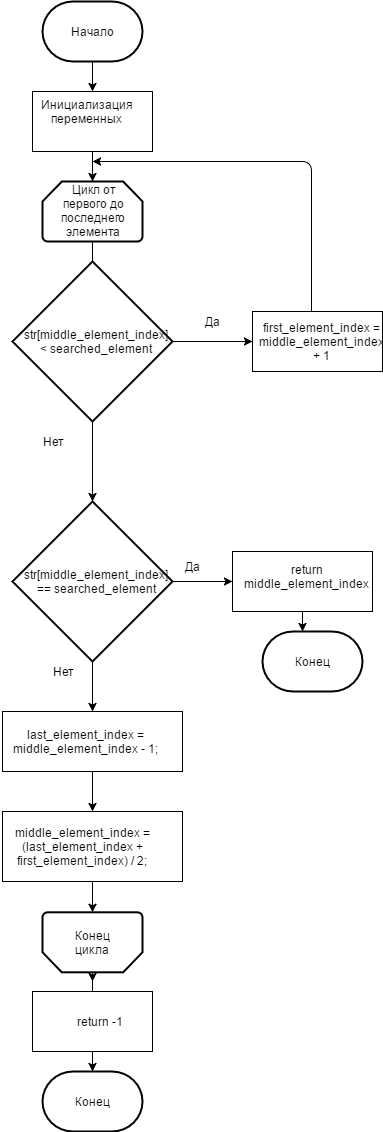 Начало
Инициализация
переменных
Цикл от
первого до
последнего
элемента
str[middle_element_index]
< searched_element
Да
first_element_index =
middle_element_index
+ 1
Нет
str[middle_element_index]
== searched_element
Да
return
middle_element_index
Конец
Нет
last_element_index =
middle_element_index - 1;
middle_element_index =
(last_element_index +
first_element_index) / 2;
Конец
цикла
return -1
Конец